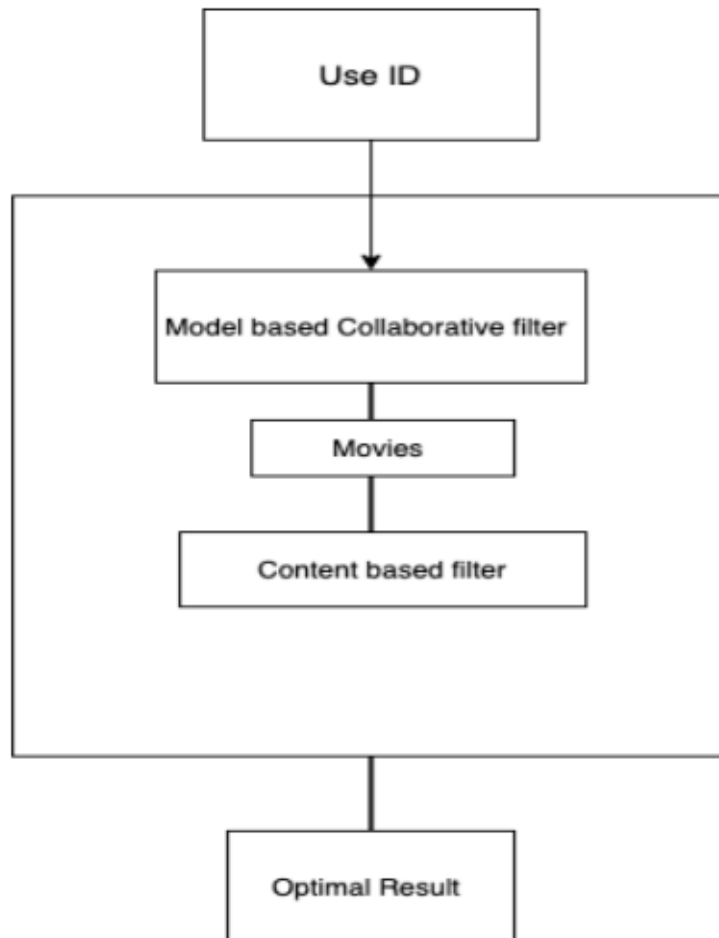 Use ID
Model based Collaborative filter
Movies
Content based filter
Optimal Result